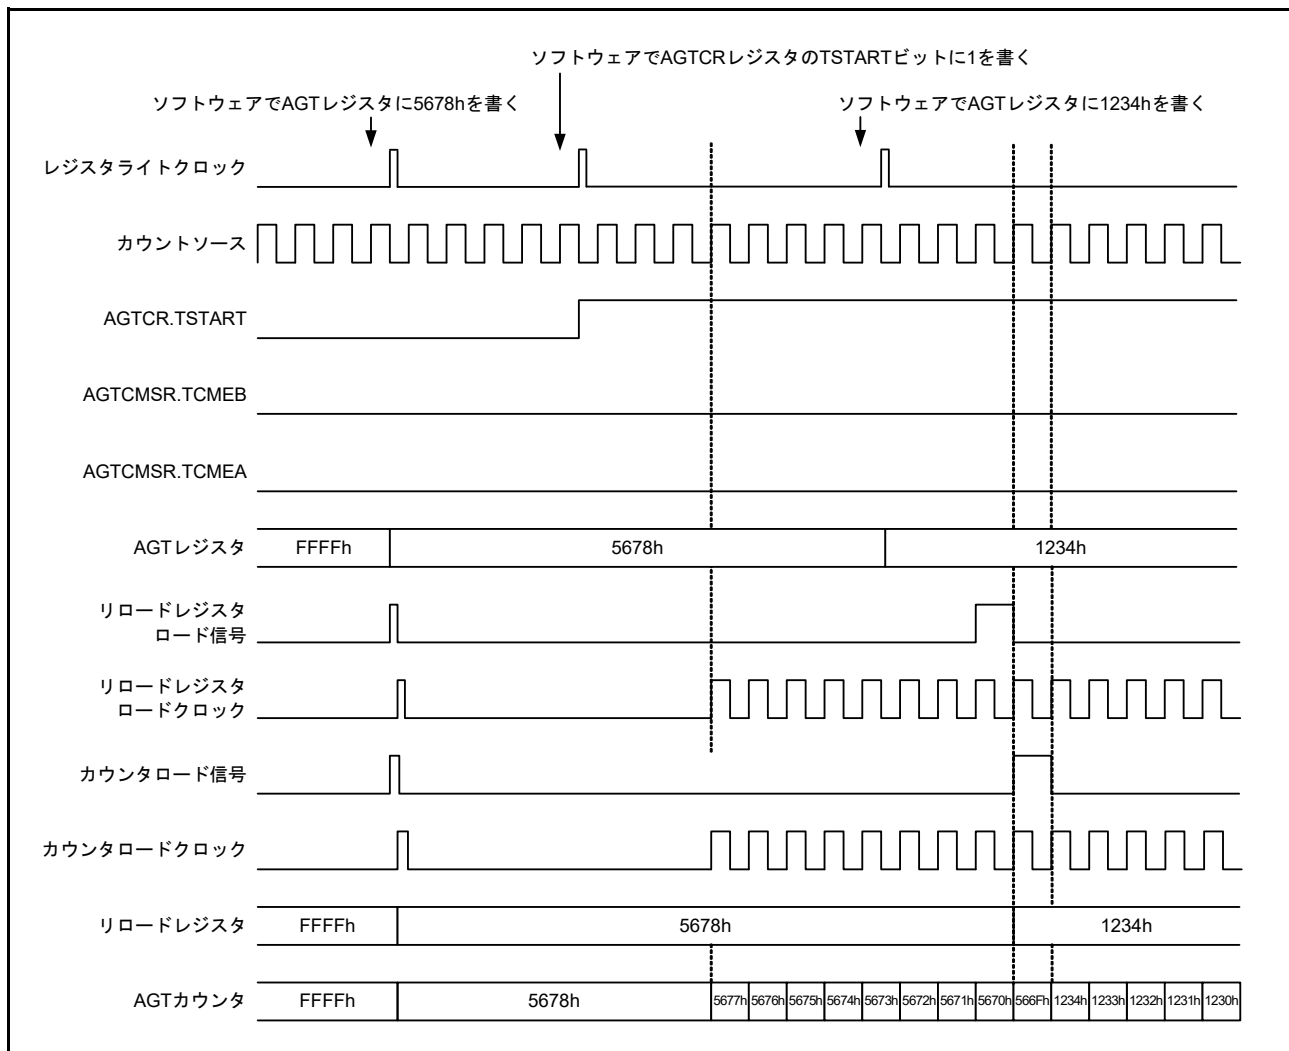 ソフトウェアでAGTCRレジスタのTSTARTビットに1を書く
ソフトウェアでAGTレジスタに5678hを書く
ソフトウェアでAGTレジスタに1234hを書く
レジスタライトクロック
カウントソース
AGTCR.TSTART
AGTCMSR.TCMEB
AGTCMSR.TCMEA
AGTレジスタ FFFFh 5678h 1234h
リロードレジスタ
ロード信号
リロードレジスタ
ロードクロック
カウンタロード信号
カウンタロードクロック
リロードレジスタ FFFFh 5678h 1234h
AGTカウンタ FFFFh 5678h 5677h 5676h 5675h 5674h 5673h 5672h 5671h 5670h 566Fh 1234h 1233h 1232h 1231h 1230h